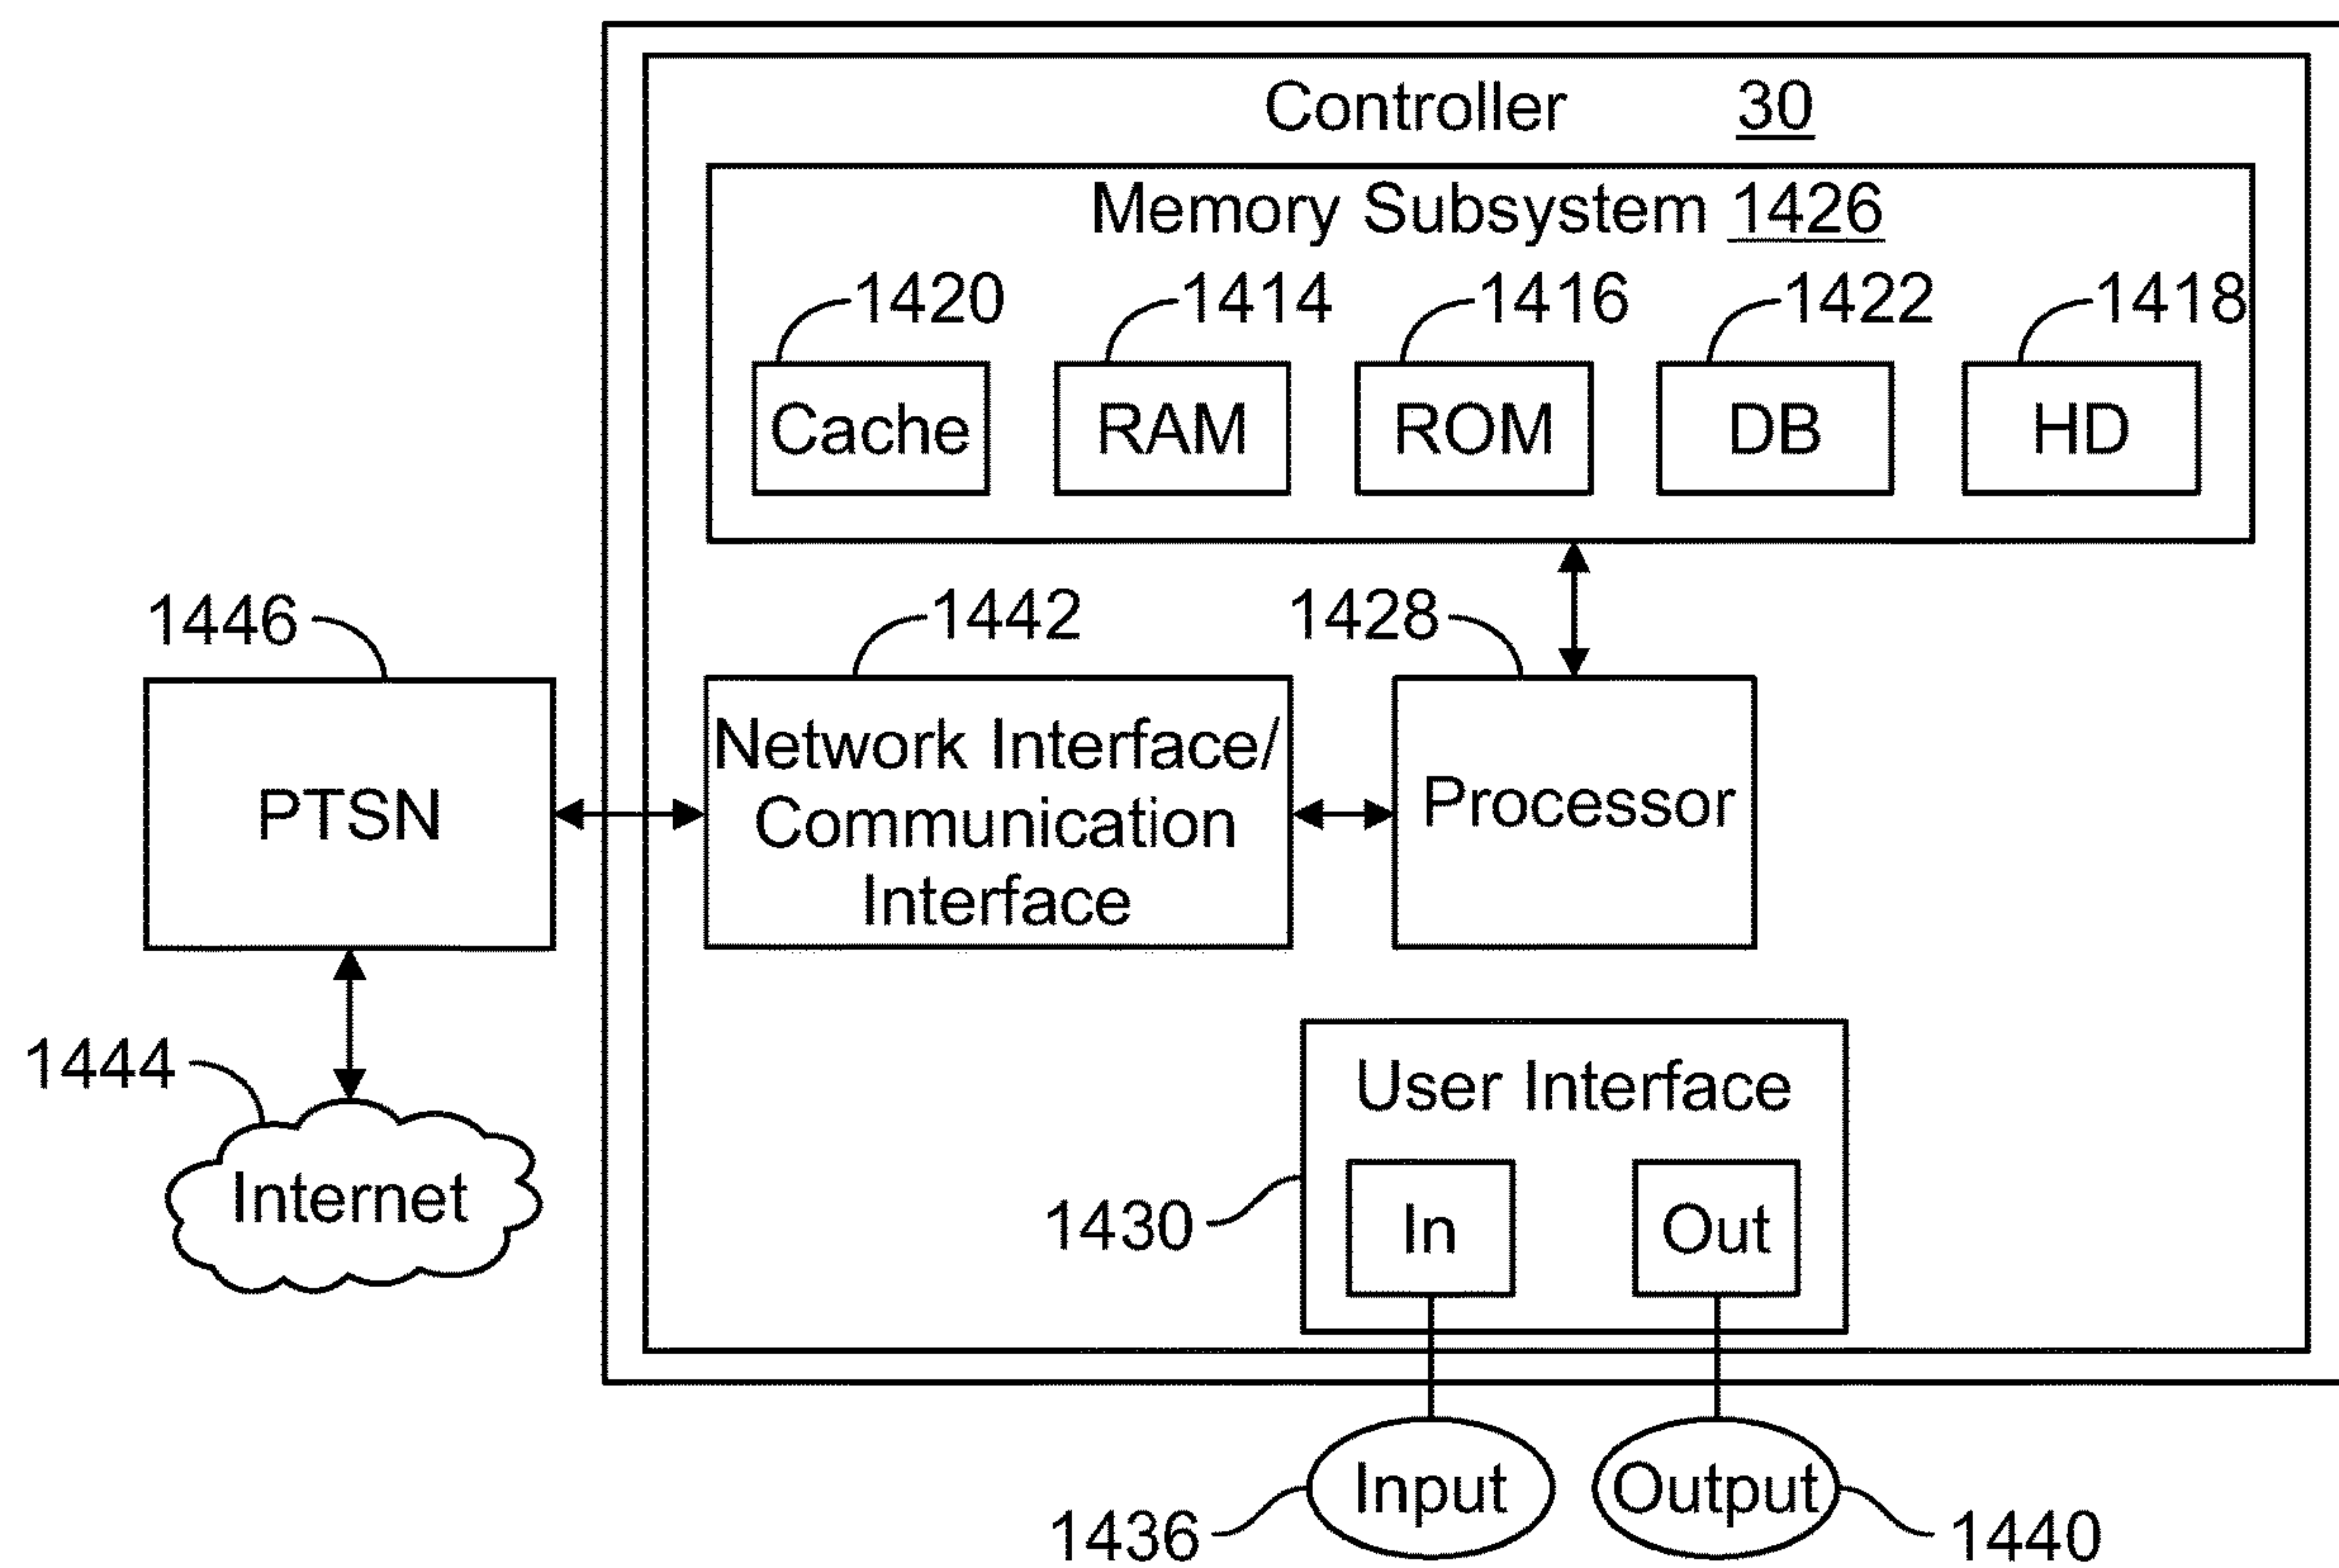 Controller 30
Memory Subsystem 1426
1420 1414 1416 1422 1418
Cache RAM ROM DB HD
1446 1442 1428
PTSN
Network Interface/
Communication
Interface
Processor
1444
Internet
User Interface
1430
In Out
Input Output
1436 1440